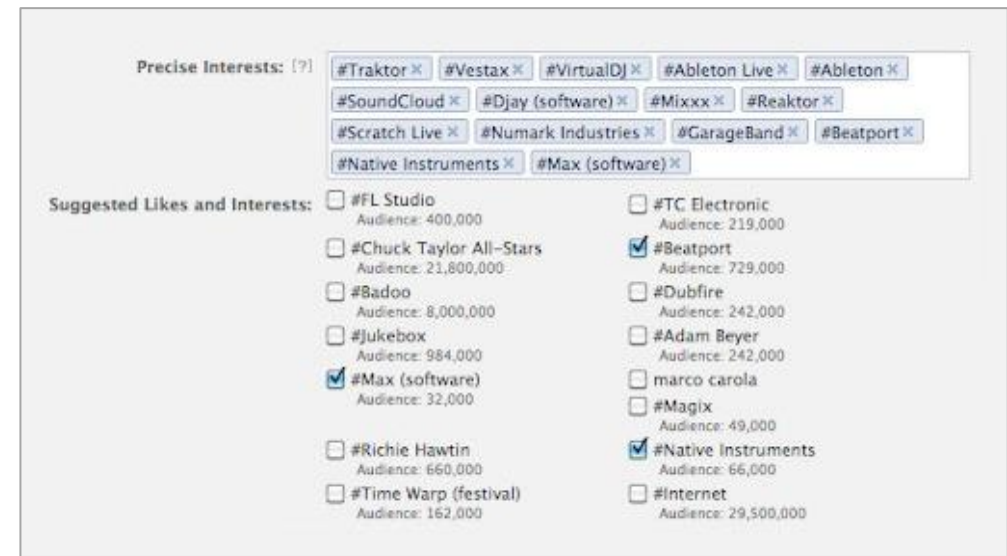 Precise Interests: [?]
#Traktor × #Vestax × #VirtualDJ × #Ableton Live × #Ableton ×
#SoundCloud × #Djay (software) × #Mixxx × #Reaktor ×
#Scratch Live × #Numark Industries × #GarageBand × #Beatport ×
#Native Instruments × #Max (software) ×
Suggested Likes and Interests:
#FL Studio
Audience: 400,000
#Chuck Taylor All-Stars
Audience: 21,800,000
#Badoo
Audience: 8,000,000
#Jukebox
Audience: 984,000
#Max (software)
Audience: 32,000
#Richie Hawtin
Audience: 660,000
#Time Warp (festival)
Audience: 162,000
#TC Electronic
Audience: 219,000
#Beatport
Audience: 729,000
#Dubfire
Audience: 242,000
#Adam Beyer
Audience: 242,000
marco carola
#Magix
Audience: 49,000
#Native Instruments
Audience: 66,000
#Internet
Audience: 29,500,000